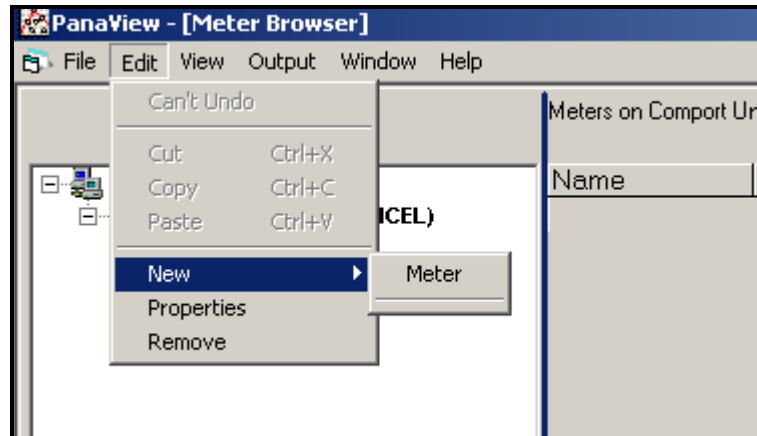 PanaView - [Meter Browser]
File Edit View Output Window Help
Can't Undo
Meters on Comport
Cut Ctrl+X
Name
Copy Ctrl+C
Paste Ctrl+V
ICEL)
New
Meter
Properties
Remove